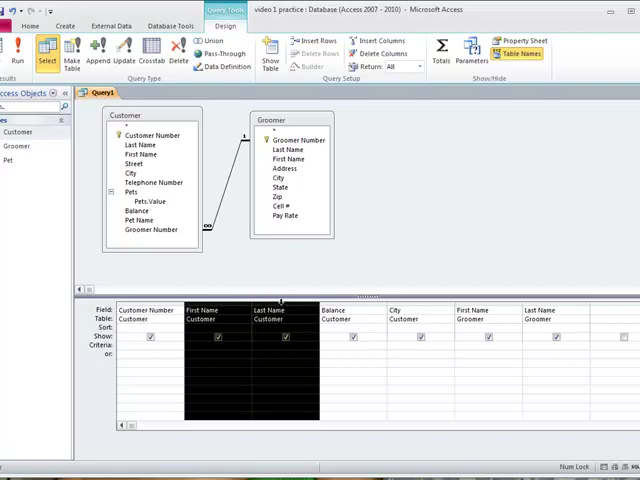 Query Tools
video 1 practice : Database (Access 2007 - 2010) - Microsoft Access
Home
Create
External Data
Database Tools
Design
Run
Select
Make Table
Append
Update
Crosstab
Delete
Union
Pass-Through
Data Definition
Query Type
Show Table
Insert Rows
Delete Rows
Builder
Insert Columns
Delete Columns
Return: All
Query Setup
Totals
Parameters
Property Sheet
Table Names
Show/Hide
Access Objects
Customer
Groomer
Pet
Query1
Customer
*
Customer Number
Last Name
First Name
Street
City
Telephone Number
Pets
Pets.Value
Balance
Pet Name
Groomer Number
1
∞
Groomer
*
Groomer Number
Last Name
First Name
Address
City
State
Zip
Cell #
Pay Rate
Field: Customer Number First Name Last Name Balance City First Name Last Name
Table: Customer Customer Customer Customer Customer Groomer Groomer
Sort:
Show:
Criteria:
or:
Num Lock
SQL